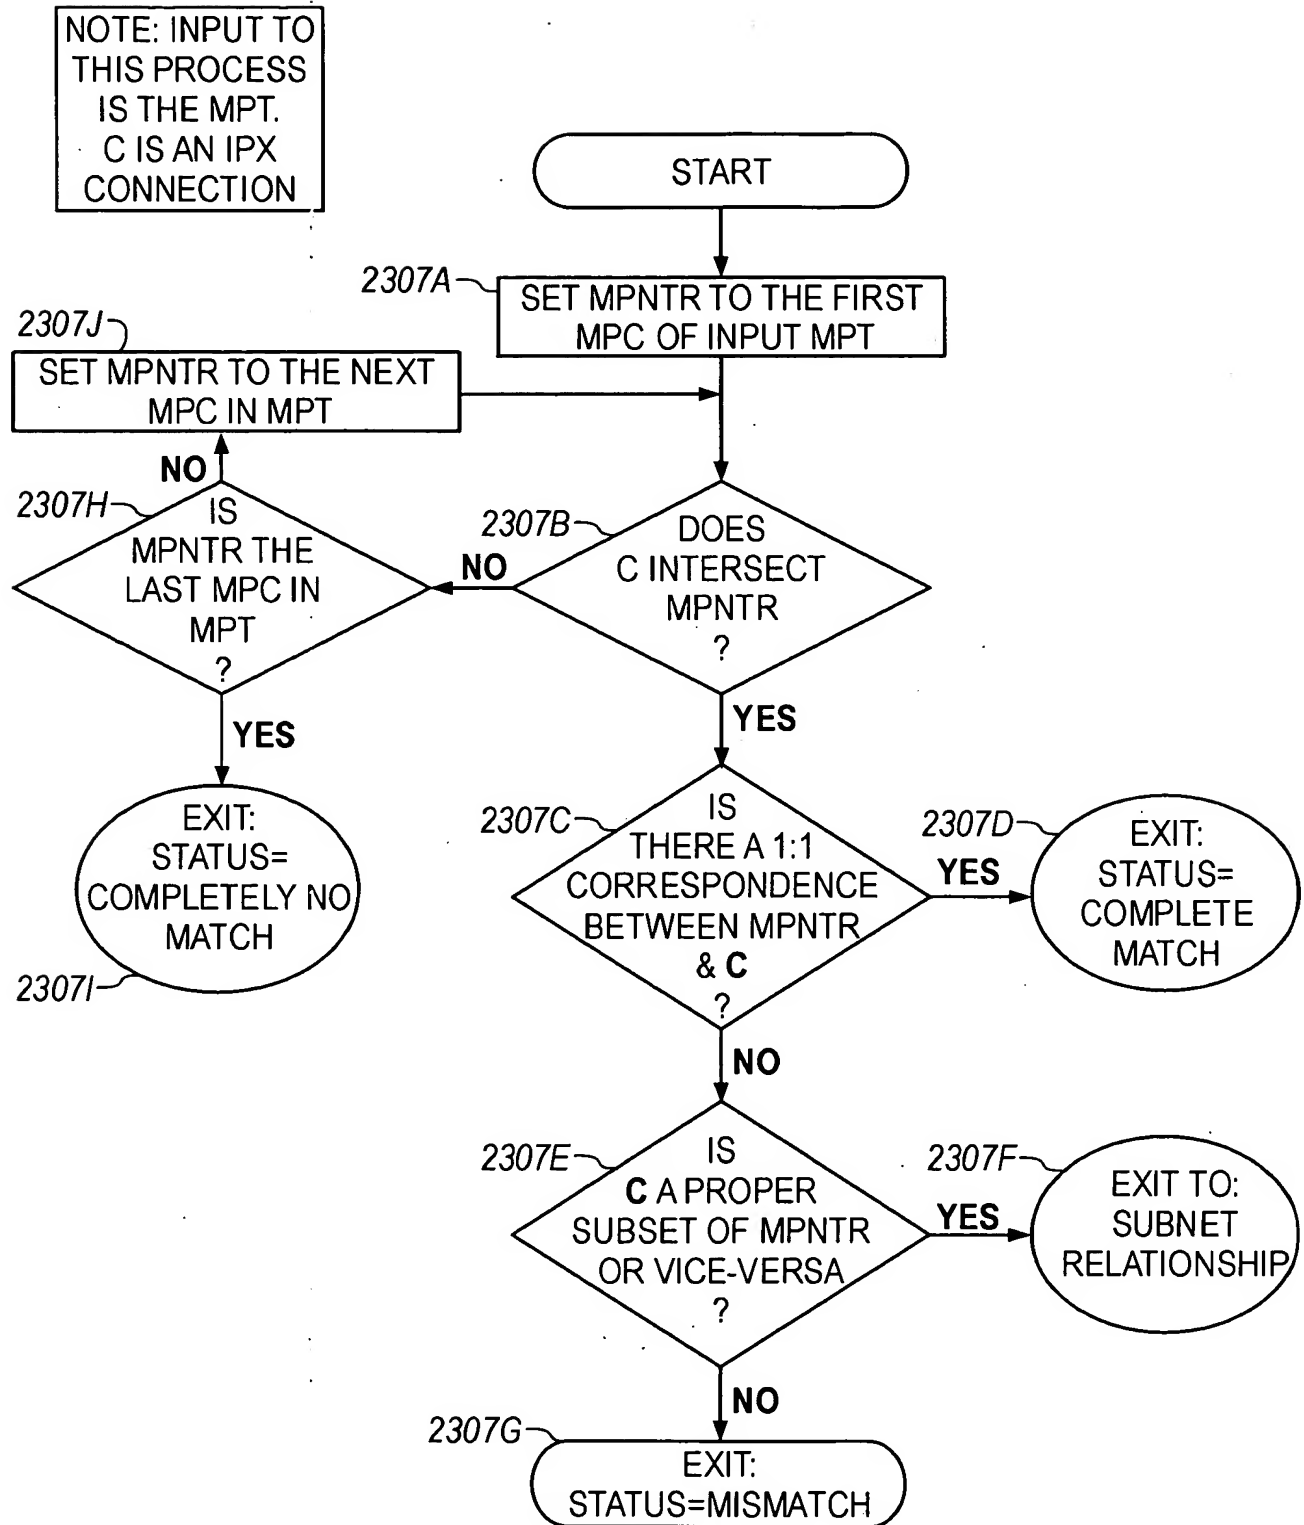 NOTE: INPUT TO
THIS PROCESS
IS THE MPT.
C IS AN IPX
CONNECTION
START
2307A
SET MPNTR TO THE FIRST
MPC OF INPUT MPT
2307J
SET MPNTR TO THE NEXT
MPC IN MPT
NO
2307H
IS
MPNTR THE
LAST MPC IN
MPT
?
NO
2307B
DOES
C INTERSECT
MPNTR
?
YES
YES
EXIT:
STATUS=
COMPLETELY NO
MATCH
2307I
2307C
IS
THERE A 1:1
CORRESPONDENCE
BETWEEN MPNTR
& C
?
YES
2307D
EXIT:
STATUS=
COMPLETE
MATCH
NO
2307E
IS
C A PROPER
SUBSET OF MPNTR
OR VICE-VERSA
?
YES
2307F
EXIT TO:
SUBNET
RELATIONSHIP
NO
2307G
EXIT:
STATUS=MISMATCH